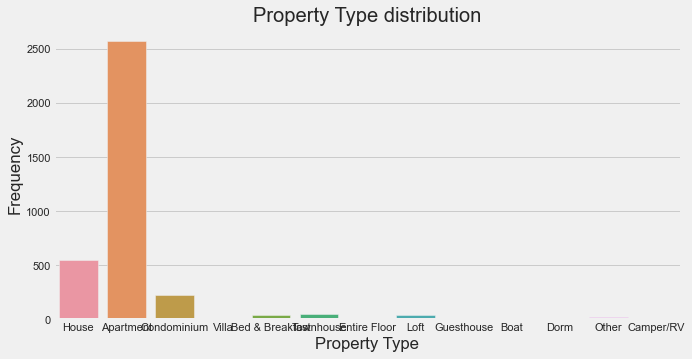 Property Type distribution
Frequency
2500
2000
1500
1000
500
0
House Apartment Condominium Villa Bed & Breakfast Townhouse Entire Floor Loft Guesthouse Boat Dorm Other Camper/RV
Property Type